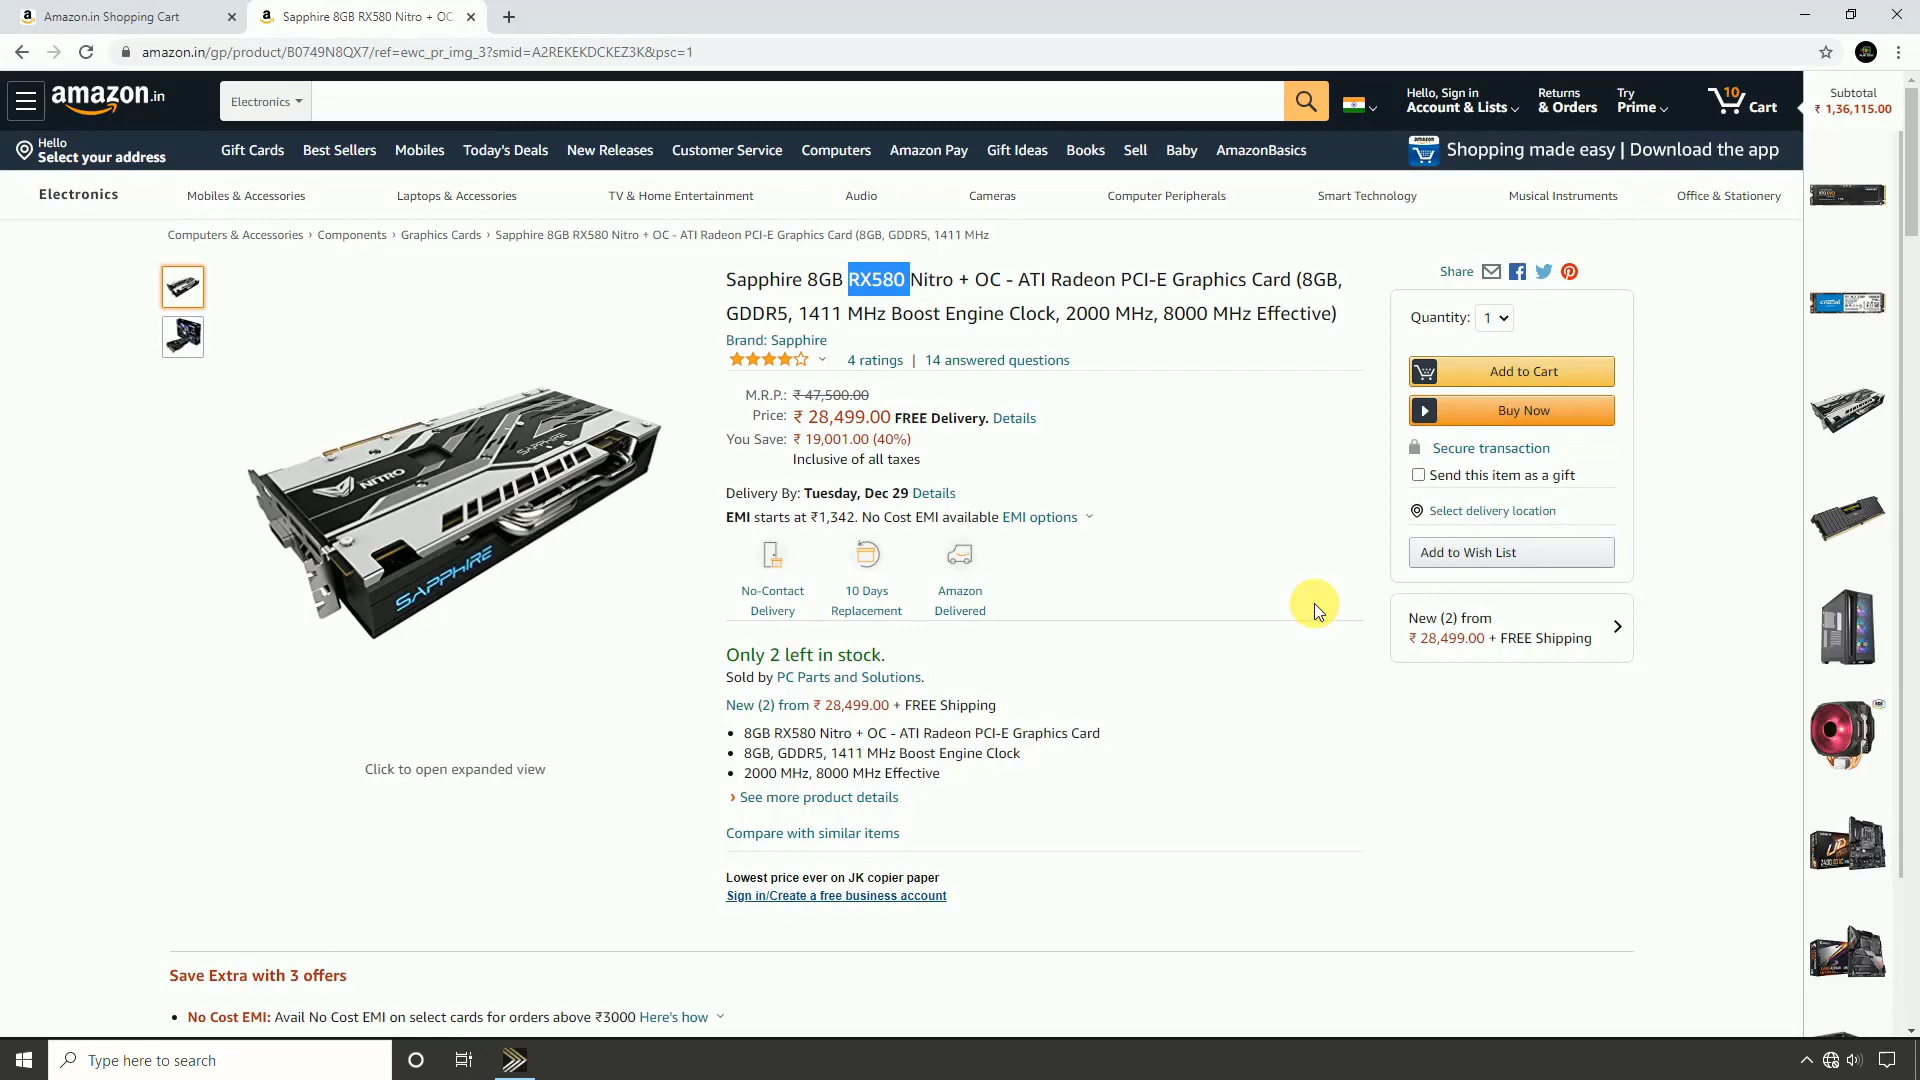 Amazon.in Shopping Cart
Sapphire 8GB RX580 Nitro + OC
amazon.in/gp/product/B0749N8QX7/ref=ewc_pr_img_3?smid=A2REKEKDCKEZ3K&psc=1
amazon.in
Electronics
Hello, Sign in
Account & Lists
Returns
& Orders
Try
Prime
10
Cart
Subtotal
₹ 1,36,115.00
Hello
Select your address
Gift Cards
Best Sellers
Mobiles
Today's Deals
New Releases
Customer Service
Computers
Amazon Pay
Gift Ideas
Books
Sell
Baby
AmazonBasics
Shopping made easy | Download the app
Electronics
Mobiles & Accessories
Laptops & Accessories
TV & Home Entertainment
Audio
Cameras
Computer Peripherals
Smart Technology
Musical Instruments
Office & Stationery
Computers & Accessories › Components › Graphics Cards › Sapphire 8GB RX580 Nitro + OC - ATI Radeon PCI-E Graphics Card (8GB, GDDR5, 1411 MHz
NITRO
SAPPHIRE
SAPPHIRE
Click to open expanded view
Sapphire 8GB RX580 Nitro + OC - ATI Radeon PCI-E Graphics Card (8GB,
GDDR5, 1411 MHz Boost Engine Clock, 2000 MHz, 8000 MHz Effective)
Brand: Sapphire
4 ratings | 14 answered questions
M.R.P.: ₹ 47,500.00
Price: ₹ 28,499.00 FREE Delivery. Details
You Save: ₹ 19,001.00 (40%)
Inclusive of all taxes
Delivery By: Tuesday, Dec 29 Details
EMI starts at ₹1,342. No Cost EMI available EMI options
No-Contact
Delivery
10 Days
Replacement
Amazon
Delivered
Only 2 left in stock.
Sold by PC Parts and Solutions.
New (2) from ₹ 28,499.00 + FREE Shipping
• 8GB RX580 Nitro + OC - ATI Radeon PCI-E Graphics Card
• 8GB, GDDR5, 1411 MHz Boost Engine Clock
• 2000 MHz, 8000 MHz Effective
› See more product details
Compare with similar items
Lowest price ever on JK copier paper
Sign in/Create a free business account
Share
Quantity: 1
Add to Cart
Buy Now
Secure transaction
Send this item as a gift
Select delivery location
Add to Wish List
New (2) from
₹ 28,499.00 + FREE Shipping
Save Extra with 3 offers
• No Cost EMI: Avail No Cost EMI on select cards for orders above ₹3000 Here's how
Type here to search